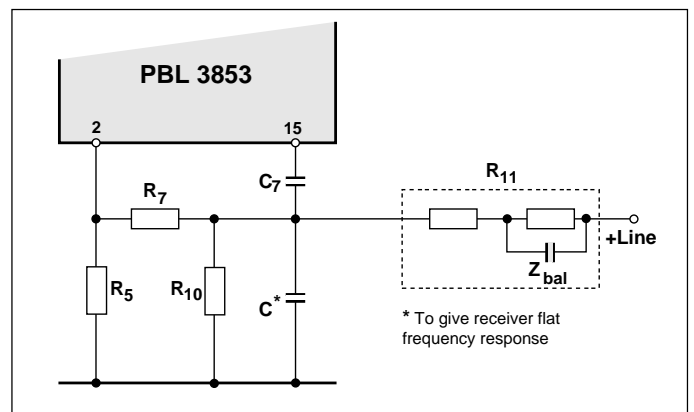 PBL 3853
2
15
R11
C7
R7
+Line
Zbal
R5
R10
C*
* To give receiver flat
frequency response